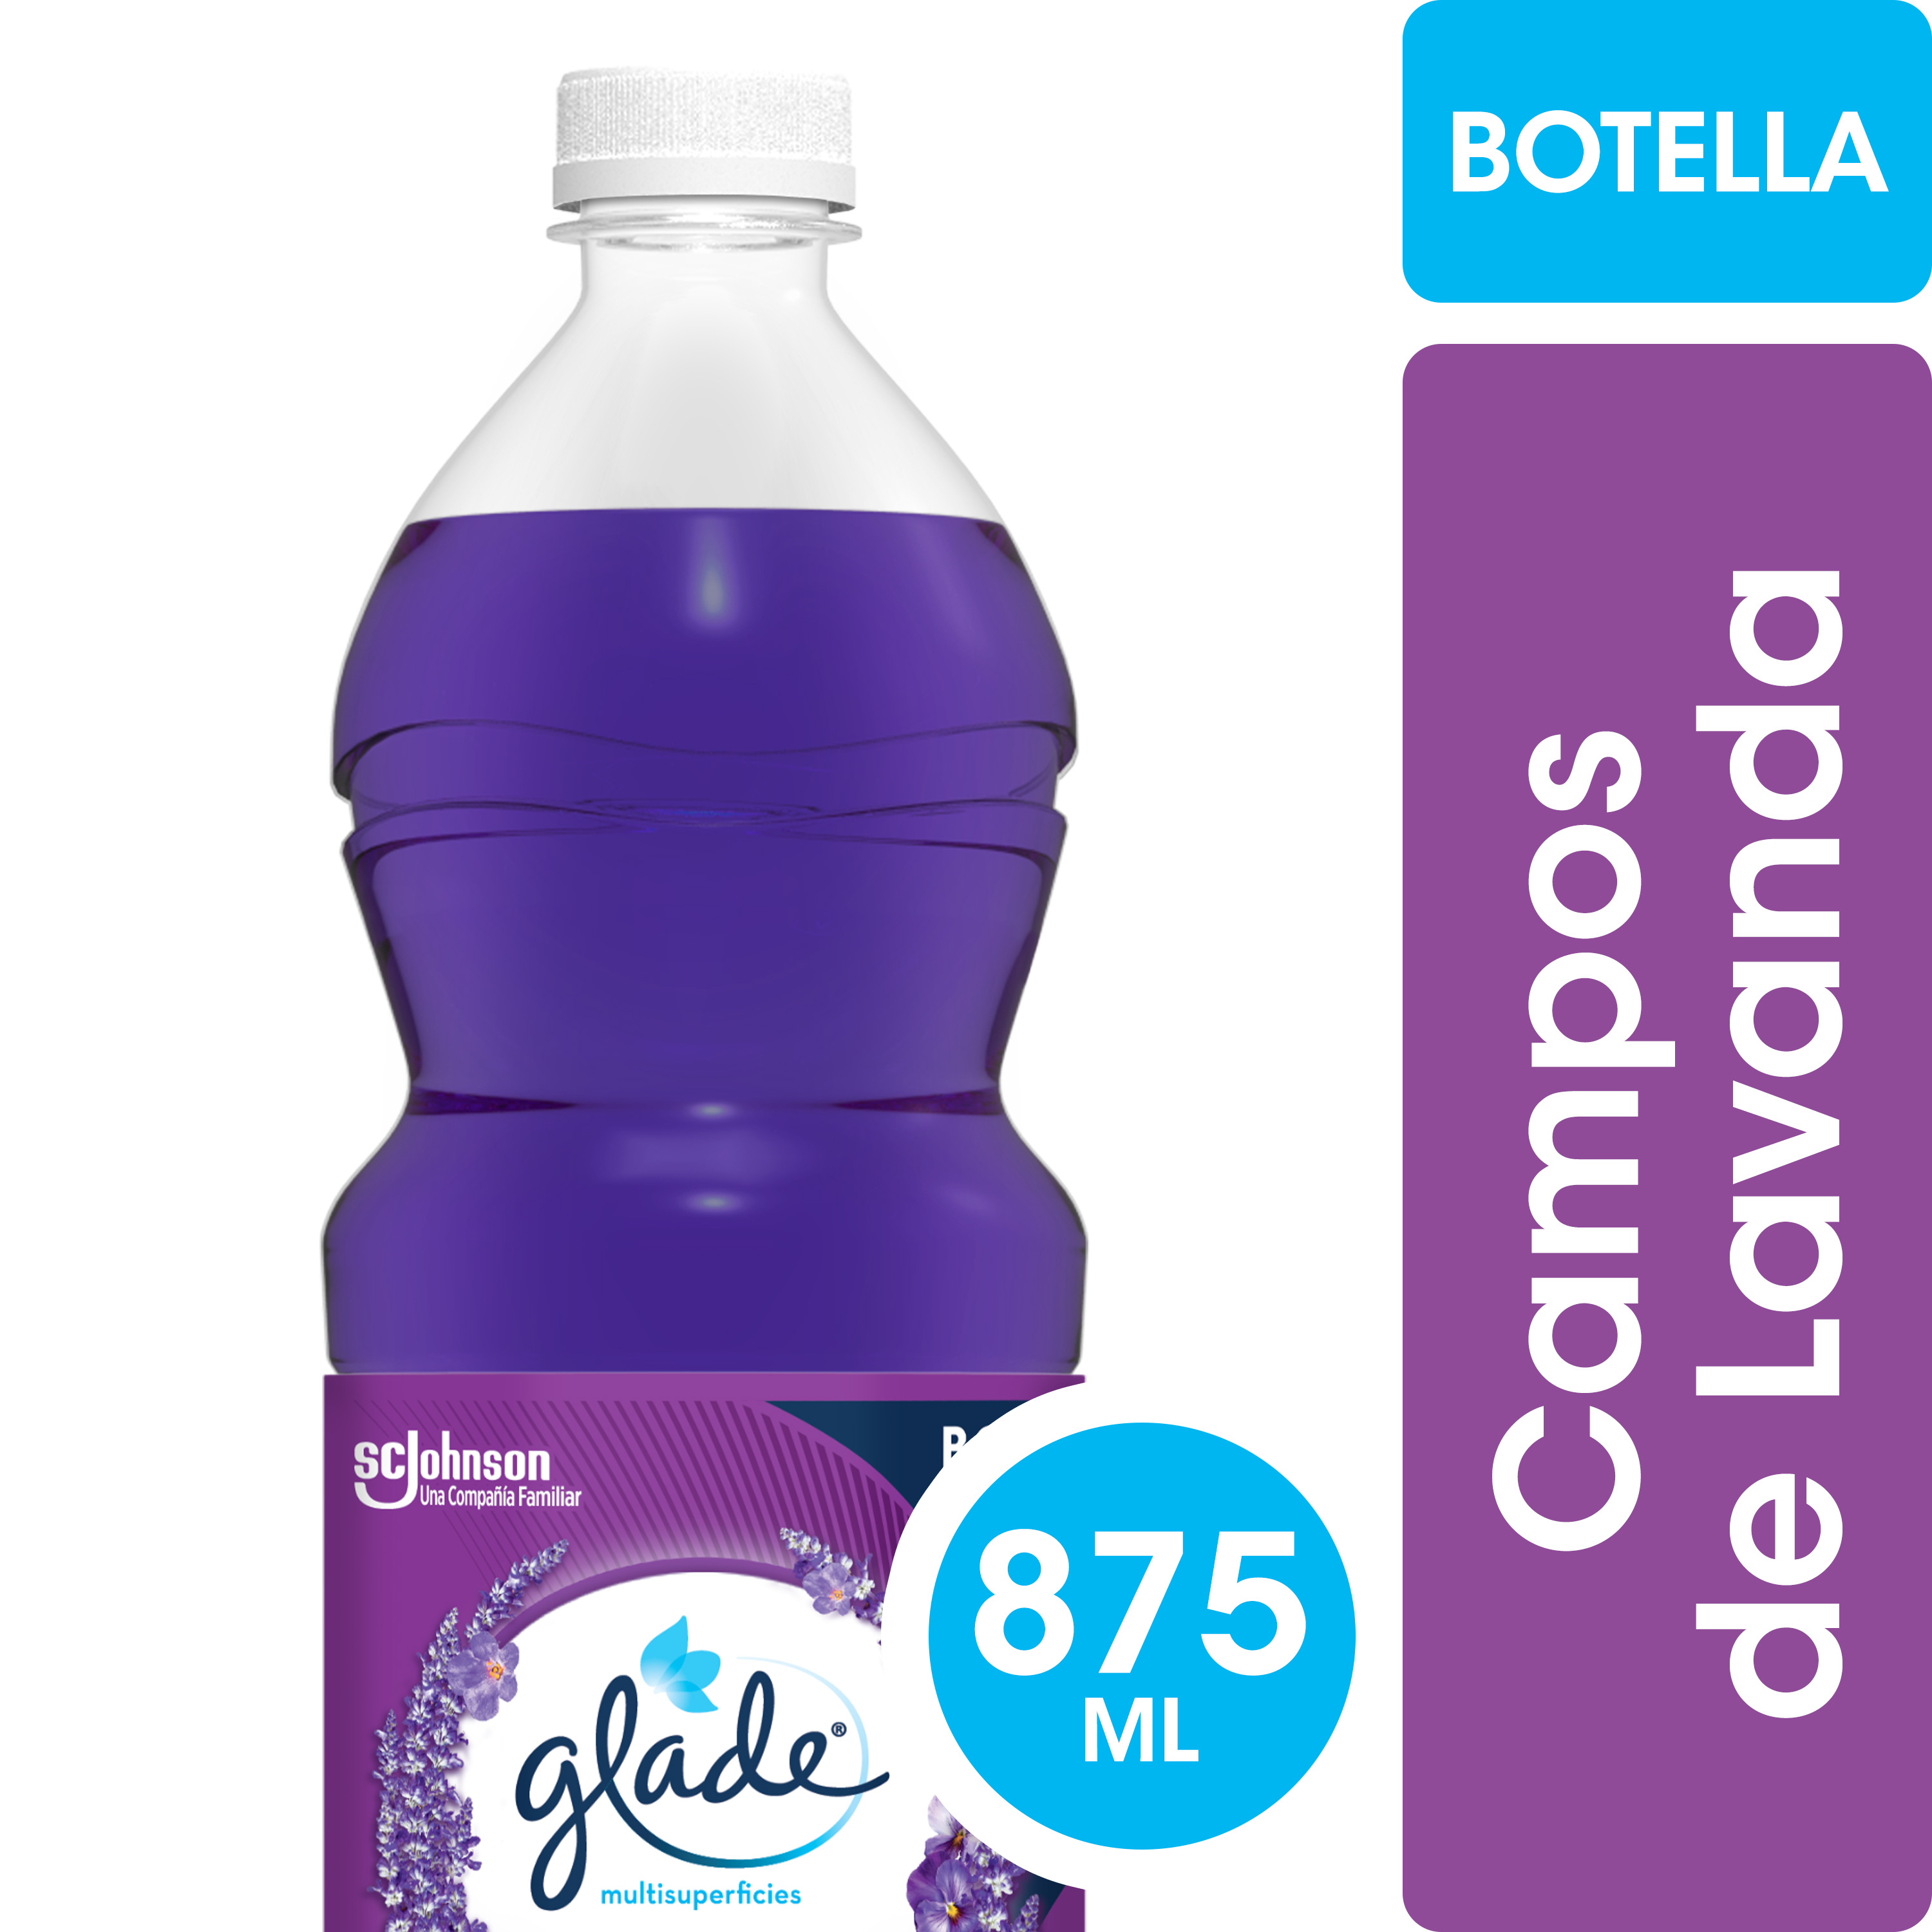 BOTELLA
Campos
de Lavanda
scJohnson
Una Compañía Familiar
glade®
multisuperficies
875
ML